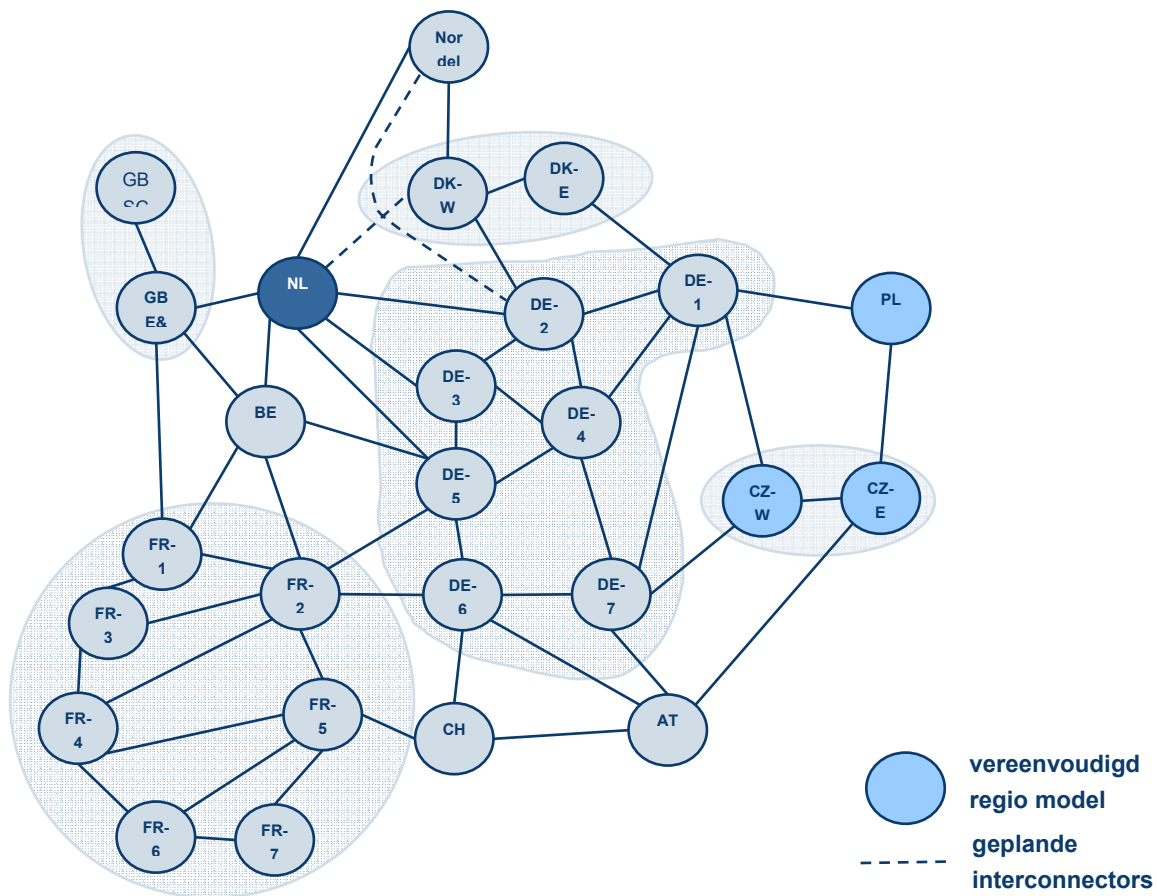 Nor
del
DK-
W
DK-
E
GB
GB
E&
NL
DE-
2
DE-
1
PL
DE-
3
DE-
4
BE
DE-
5
CZ-
W
CZ-
E
FR-
1
FR-
2
FR-
3
DE-
6
DE-
7
FR-
4
FR-
5
CH
AT
FR-
6
FR-
7
vereenvoudigd
regio model
geplande
interconnectors